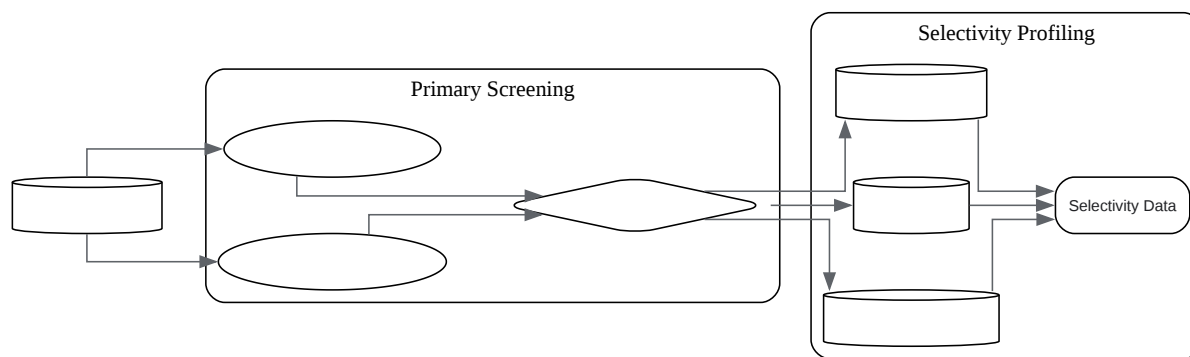 Selectivity Profiling
Primary Screening
Selectivity Data